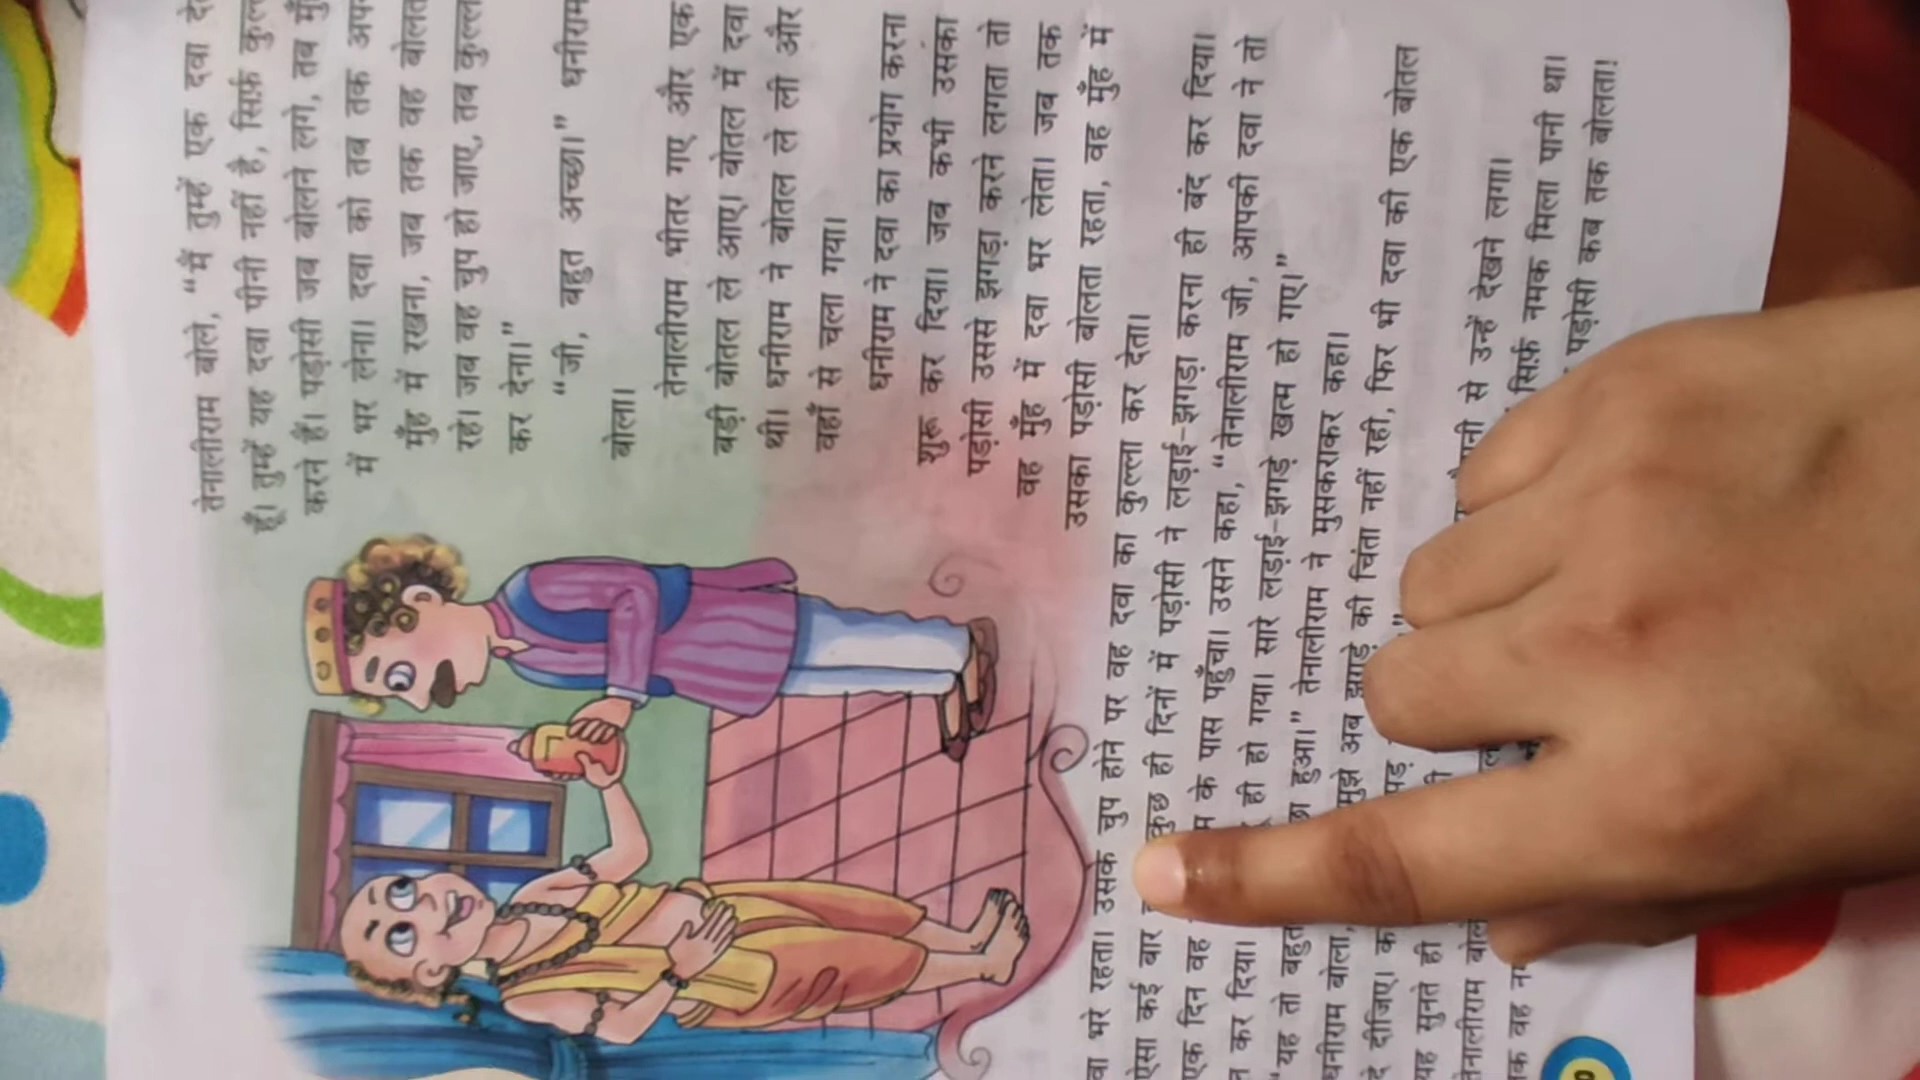 तेनालीराम बोले, “मैं तुम्हें एक दवा दे
हूँ। तुम्हें यह दवा पीनी नहीं है, सिर्फ़ कुल्ल
करने हैं। पड़ोसी जब बोलने लगे, तब मुँ
में भर लेना। दवा को तब तक अप
मुँह में रखना, जब तक वह बोलत
रहे। जब वह चुप हो जाए, तब कुल्ल
कर देना।”
“जी, बहुत अच्छा।” धनीराम
बोला।
तेनालीराम भीतर गए और एक
बड़ी बोतल ले आए। बोतल में दवा
थी। धनीराम ने बोतल ले ली और
वहाँ से चला गया।
धनीराम ने दवा का प्रयोग करना
शुरू कर दिया। जब कभी उसका
पड़ोसी उससे झगड़ा करने लगता तो
वह मुँह में दवा भर लेता। जब तक
उसका पड़ोसी बोलता रहता, वह मुँह में
वा भरे रहता। उसके चुप होने पर वह दवा का कुल्ला कर देता।
ऐसा कई बार कुछ ही दिनों में पड़ोसी ने लड़ाई-झगड़ा करना ही बंद कर दिया।
एक दिन वह के पास पहुँचा। उसने कहा, “तेनालीराम जी, आपकी दवा ने तो
कर दिया। ही हो गया। सारे लड़ाई-झगड़े खत्म हो गए।”
“यह तो बहुत हुआ।” तेनालीराम ने मुसकराकर कहा।
धनीराम बोला, मुझे अब झगड़े की चिंता नहीं रही, फिर भी दवा की एक बोतल
दे दीजिए।
यह सुनते ही से उन्हें देखने लगा।
तेनालीराम बोले सिर्फ़ नमक मिला पानी था।
वह पड़ोसी कब तक बोलता!